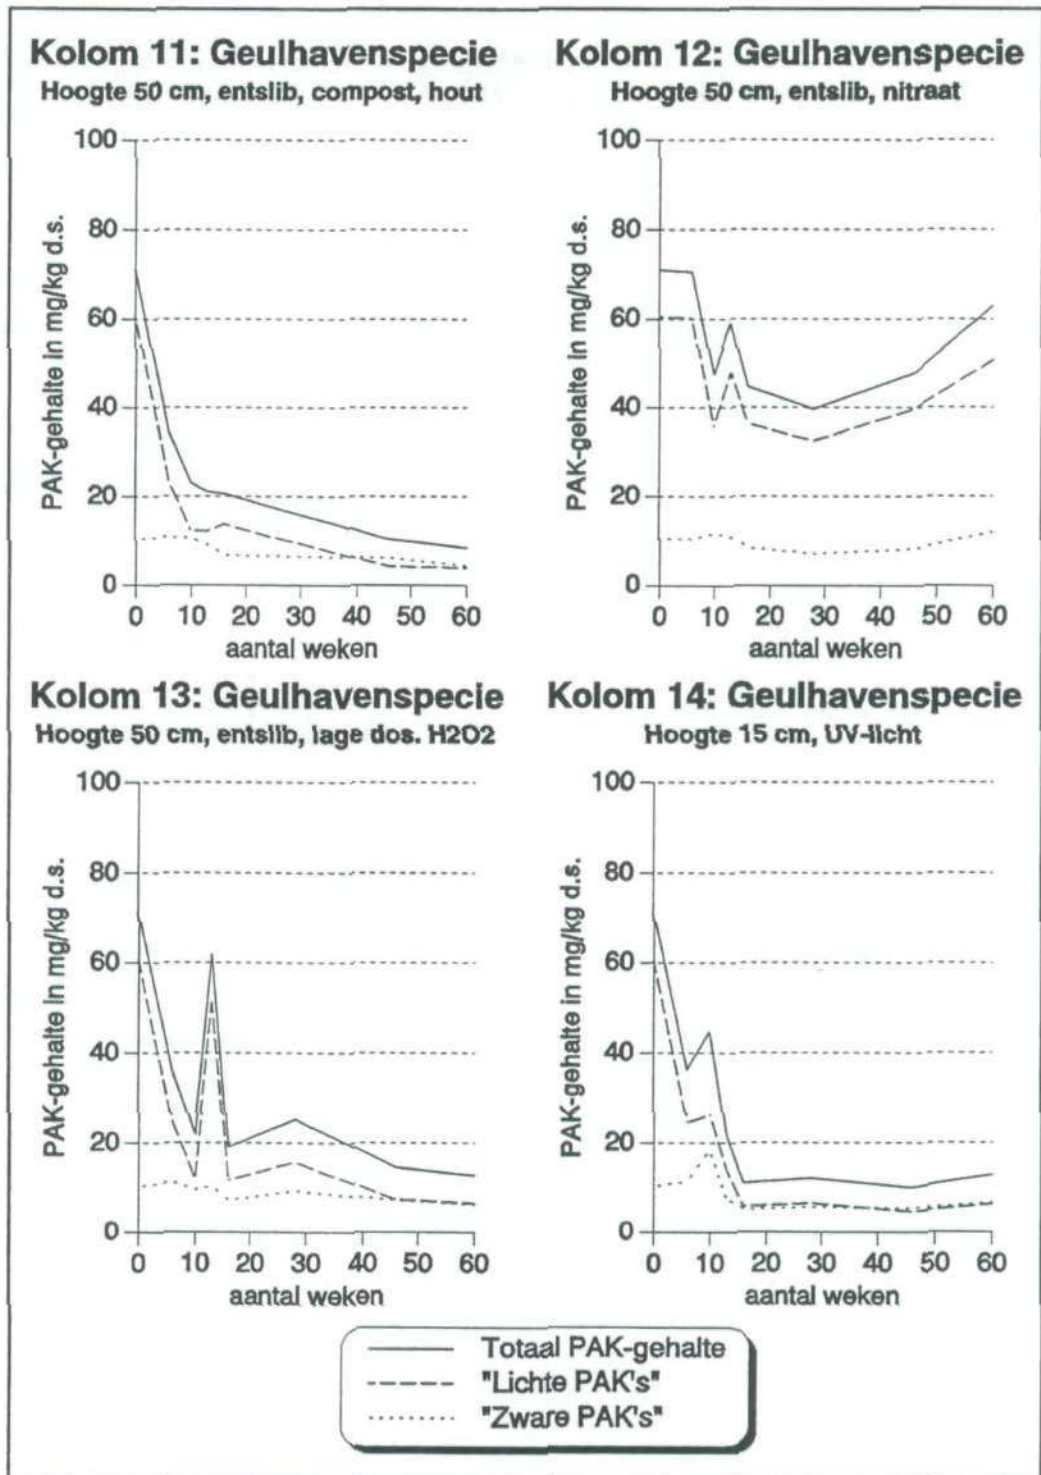 Kolom 11: Geulhavenspecie
Hoogte 50 cm, entslib, compost, hout
100
80
60
40
20
0
PAK-gehalte in mg/kg d.s.
0 10 20 30 40 50 60
aantal weken
Kolom 12: Geulhavenspecie
Hoogte 50 cm, entslib, nitraat
100
80
60
40
20
0
PAK-gehalte in mg/kg d.s.
0 10 20 30 40 50 60
aantal weken
Kolom 13: Geulhavenspecie
Hoogte 50 cm, entslib, lage dos. H2O2
100
80
60
40
20
0
PAK-gehalte in mg/kg d.s.
0 10 20 30 40 50 60
aantal weken
Kolom 14: Geulhavenspecie
Hoogte 15 cm, UV-licht
100
80
60
40
20
0
PAK-gehalte in mg/kg d.s.
0 10 20 30 40 50 60
aantal weken
Totaal PAK-gehalte
"Lichte PAK's"
"Zware PAK's"